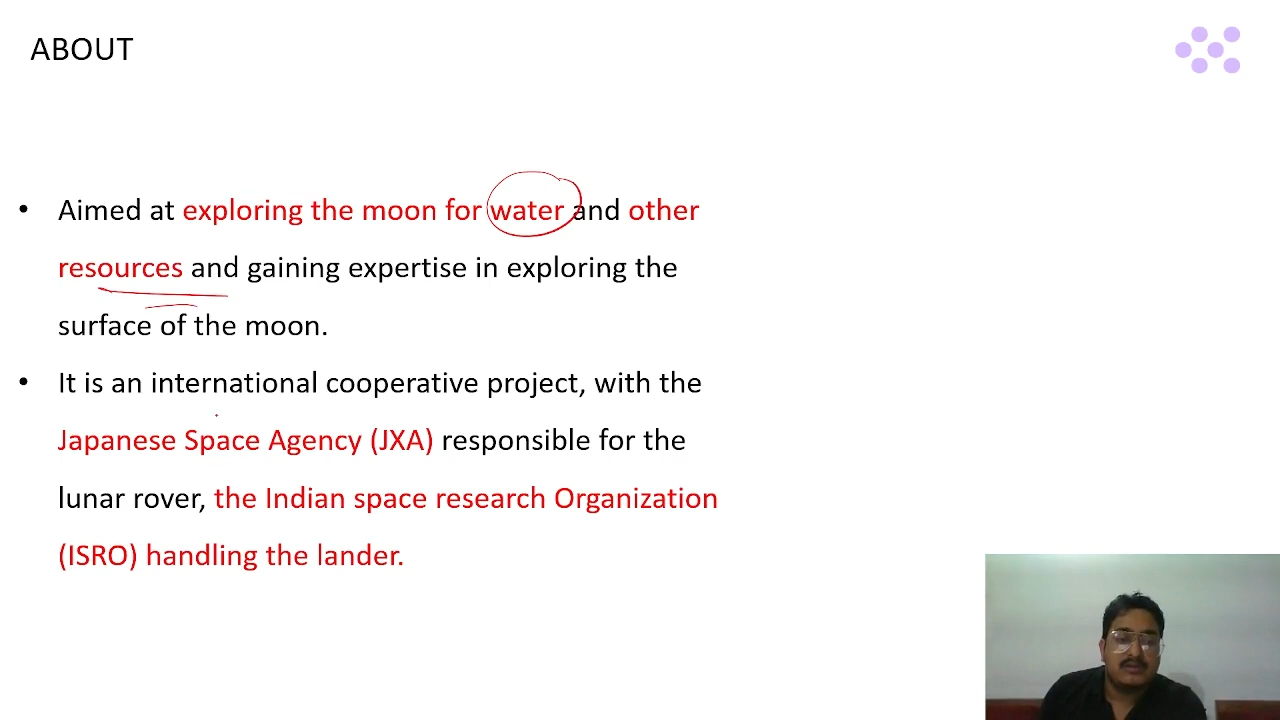 ABOUT
• Aimed at exploring the moon for water and other
resources and gaining expertise in exploring the
surface of the moon.
• It is an international cooperative project, with the
Japanese Space Agency (JXA) responsible for the
lunar rover, the Indian space research Organization
(ISRO) handling the lander.